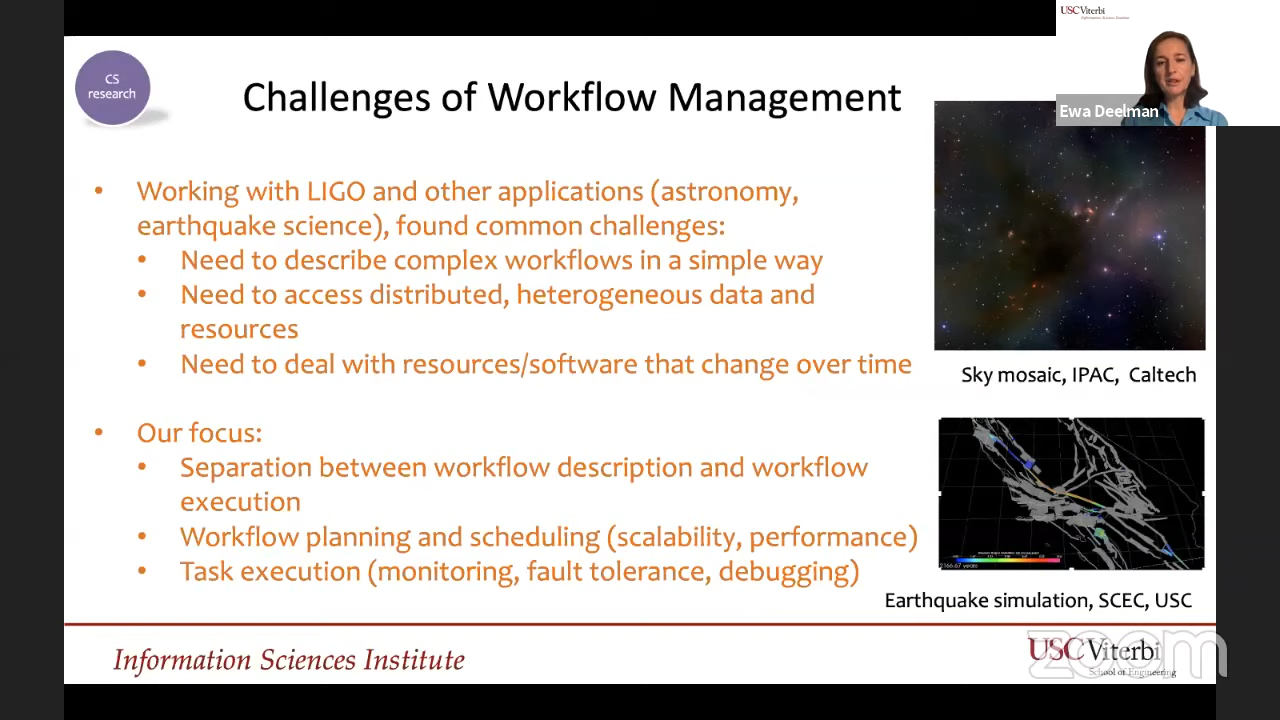 USC Viterbi
CS
research
Challenges of Workflow Management
Ewa Deelman
• Working with LIGO and other applications (astronomy,
earthquake science), found common challenges:
• Need to describe complex workflows in a simple way
• Need to access distributed, heterogeneous data and
resources
• Need to deal with resources/software that change over time
Sky mosaic, IPAC, Caltech
• Our focus:
• Separation between workflow description and workflow
execution
• Workflow planning and scheduling (scalability, performance)
• Task execution (monitoring, fault tolerance, debugging)
2166.67 years
Earthquake simulation, SCEC, USC
Information Sciences Institute
USC Viterbi
School of Engineering
zoom